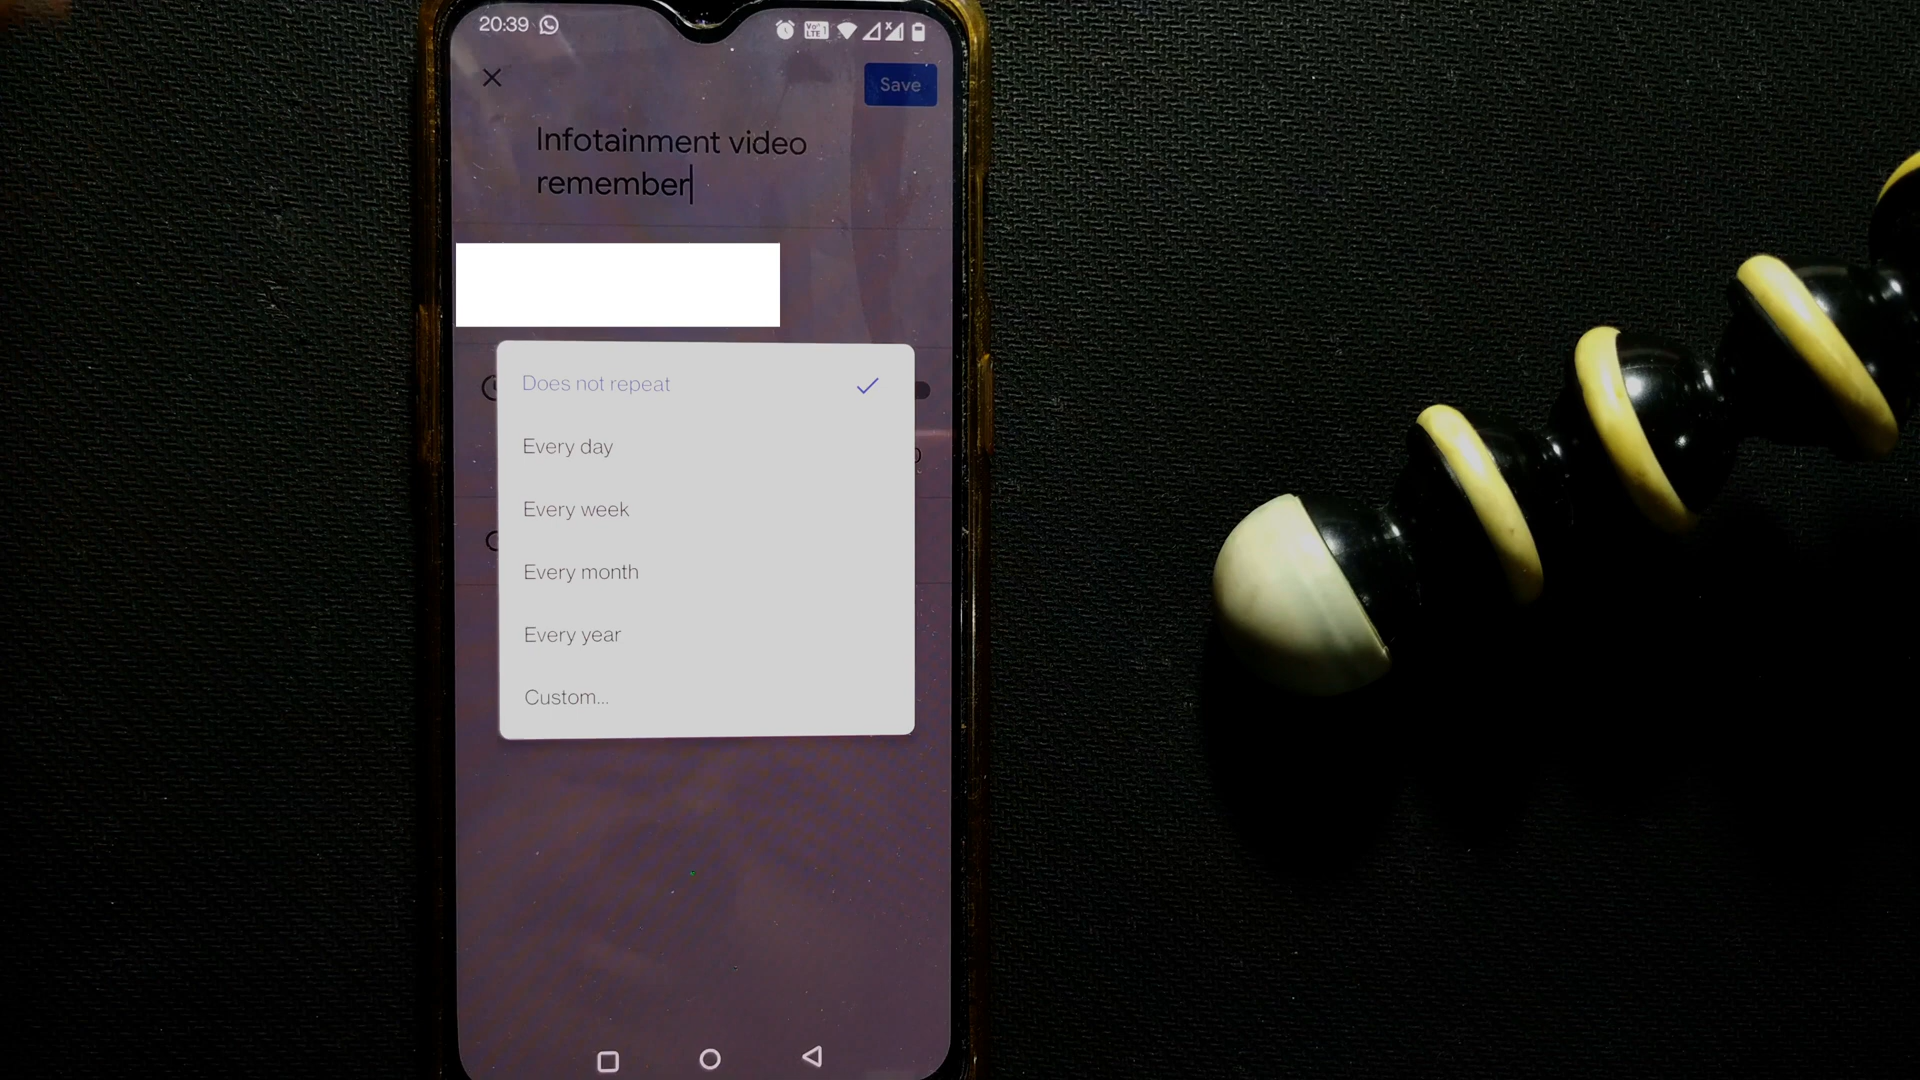 20:39
Save
Infotainment video
remember
Does not repeat
Every day
Every week
Every month
Every year
Custom...